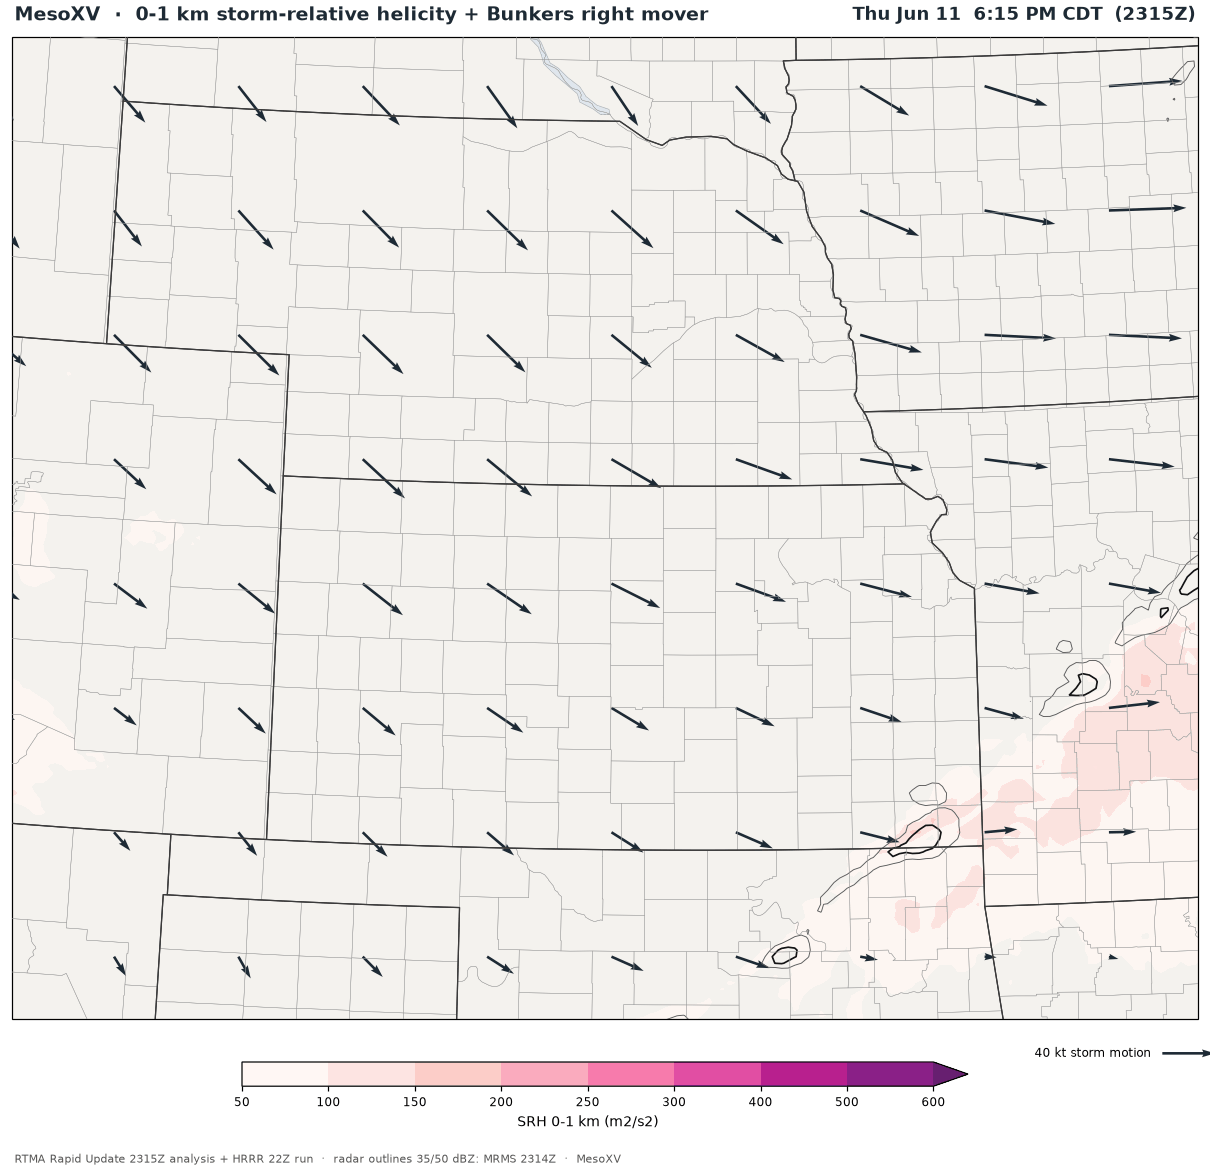 MesoXV · 0-1 km storm-relative helicity + Bunkers right mover
Thu Jun 11 6:15 PM CDT (2315Z)
40 kt storm motion
50 100 150 200 250 300 400 500 600
SRH 0-1 km (m2/s2)
RTMA Rapid Update 2315Z analysis + HRRR 22Z run · radar outlines 35/50 dBZ: MRMS 2314Z · MesoXV